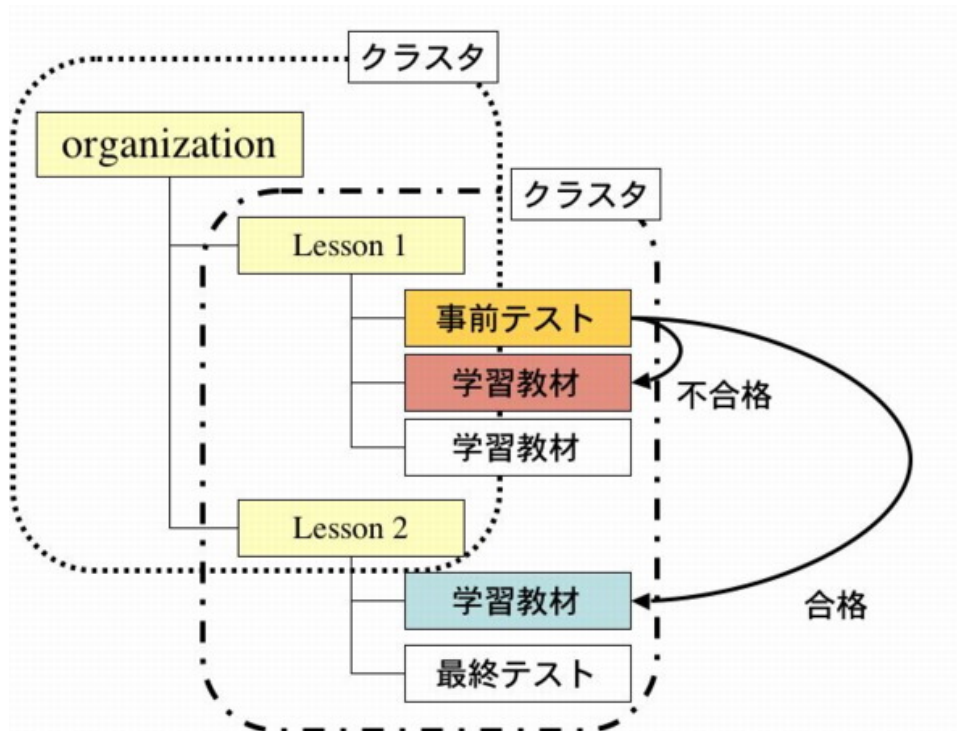 クラスタ
organization
クラスタ
Lesson 1
事前テスト
学習教材
不合格
学習教材
Lesson 2
学習教材
合格
最終テスト